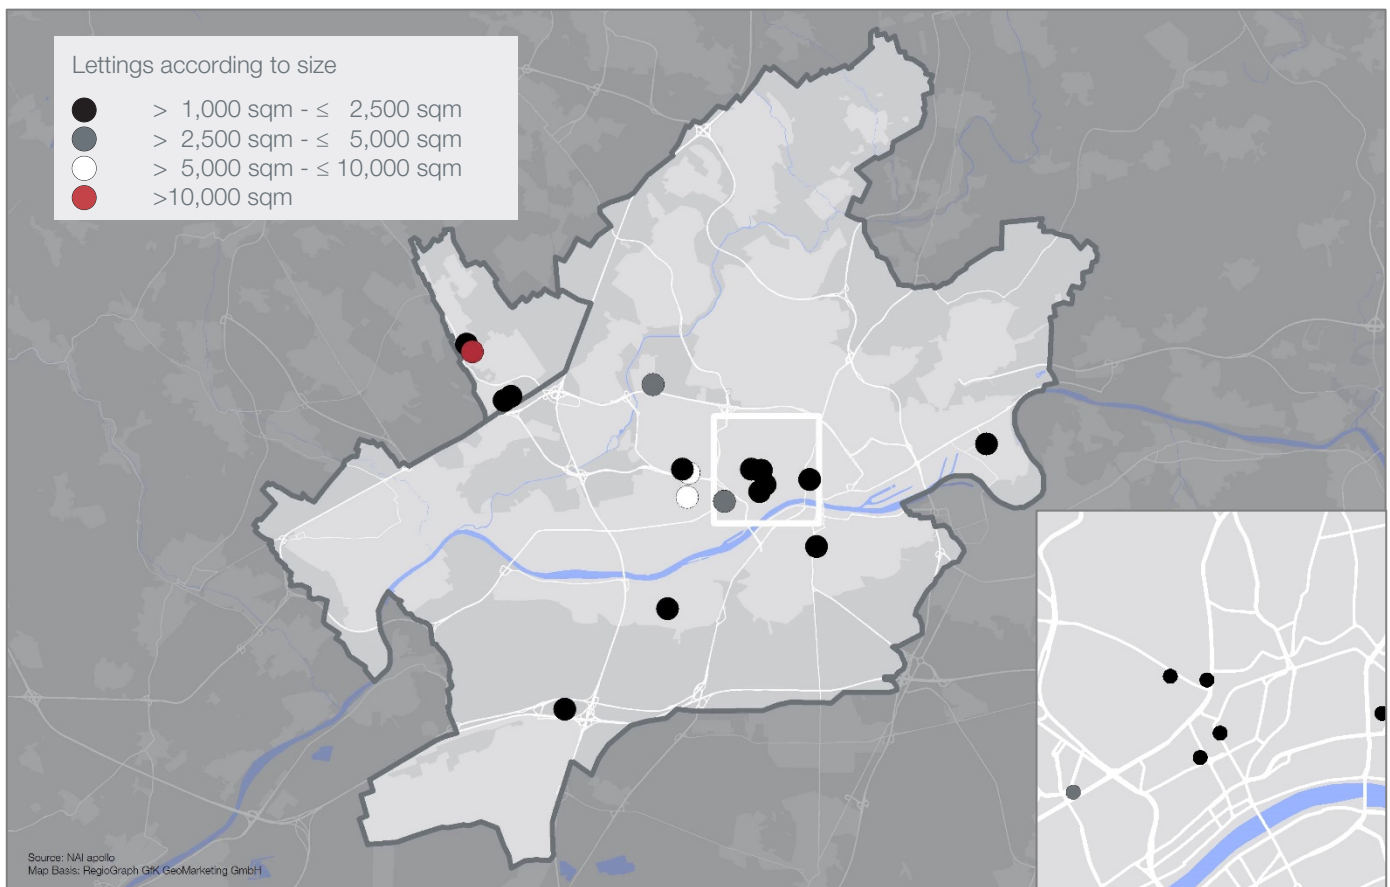 Lettings according to size
> 1,000 sqm - ≤ 2,500 sqm
> 2,500 sqm - ≤ 5,000 sqm
> 5,000 sqm - ≤ 10,000 sqm
>10,000 sqm
Source: NAI apollo
Map Basis: RegioGraph GfK GeoMarketing GmbH